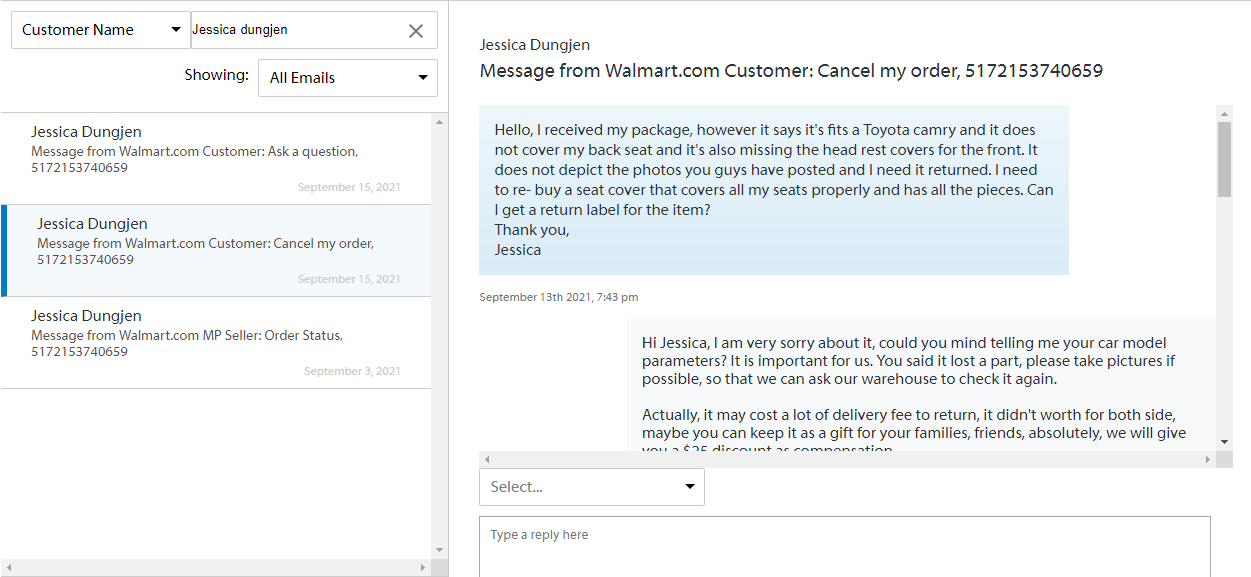 Customer Name
Jessica dungjen
Showing:
All Emails
Jessica Dungjen
Message from Walmart.com Customer: Ask a question,
5172153740659
September 15, 2021
Jessica Dungjen
Message from Walmart.com Customer: Cancel my order,
5172153740659
September 15, 2021
Jessica Dungjen
Message from Walmart.com MP Seller: Order Status,
5172153740659
September 3, 2021
Jessica Dungjen
Message from Walmart.com Customer: Cancel my order, 5172153740659
Hello, I received my package, however it says it's fits a Toyota camry and it does
not cover my back seat and it's also missing the head rest covers for the front. It
does not depict the photos you guys have posted and I need it returned. I need
to re- buy a seat cover that covers all my seats properly and has all the pieces. Can
I get a return label for the item?
Thank you,
Jessica
September 13th 2021, 7:43 pm
Hi Jessica, I am very sorry about it, could you mind telling me your car model
parameters? It is important for us. You said it lost a part, please take pictures if
possible, so that we can ask our warehouse to check it again.
Actually, it may cost a lot of delivery fee to return, it didn't worth for both side,
maybe you can keep it as a gift for your families, friends, absolutely, we will give
you a $25 discount as compensation
Select...
Type a reply here